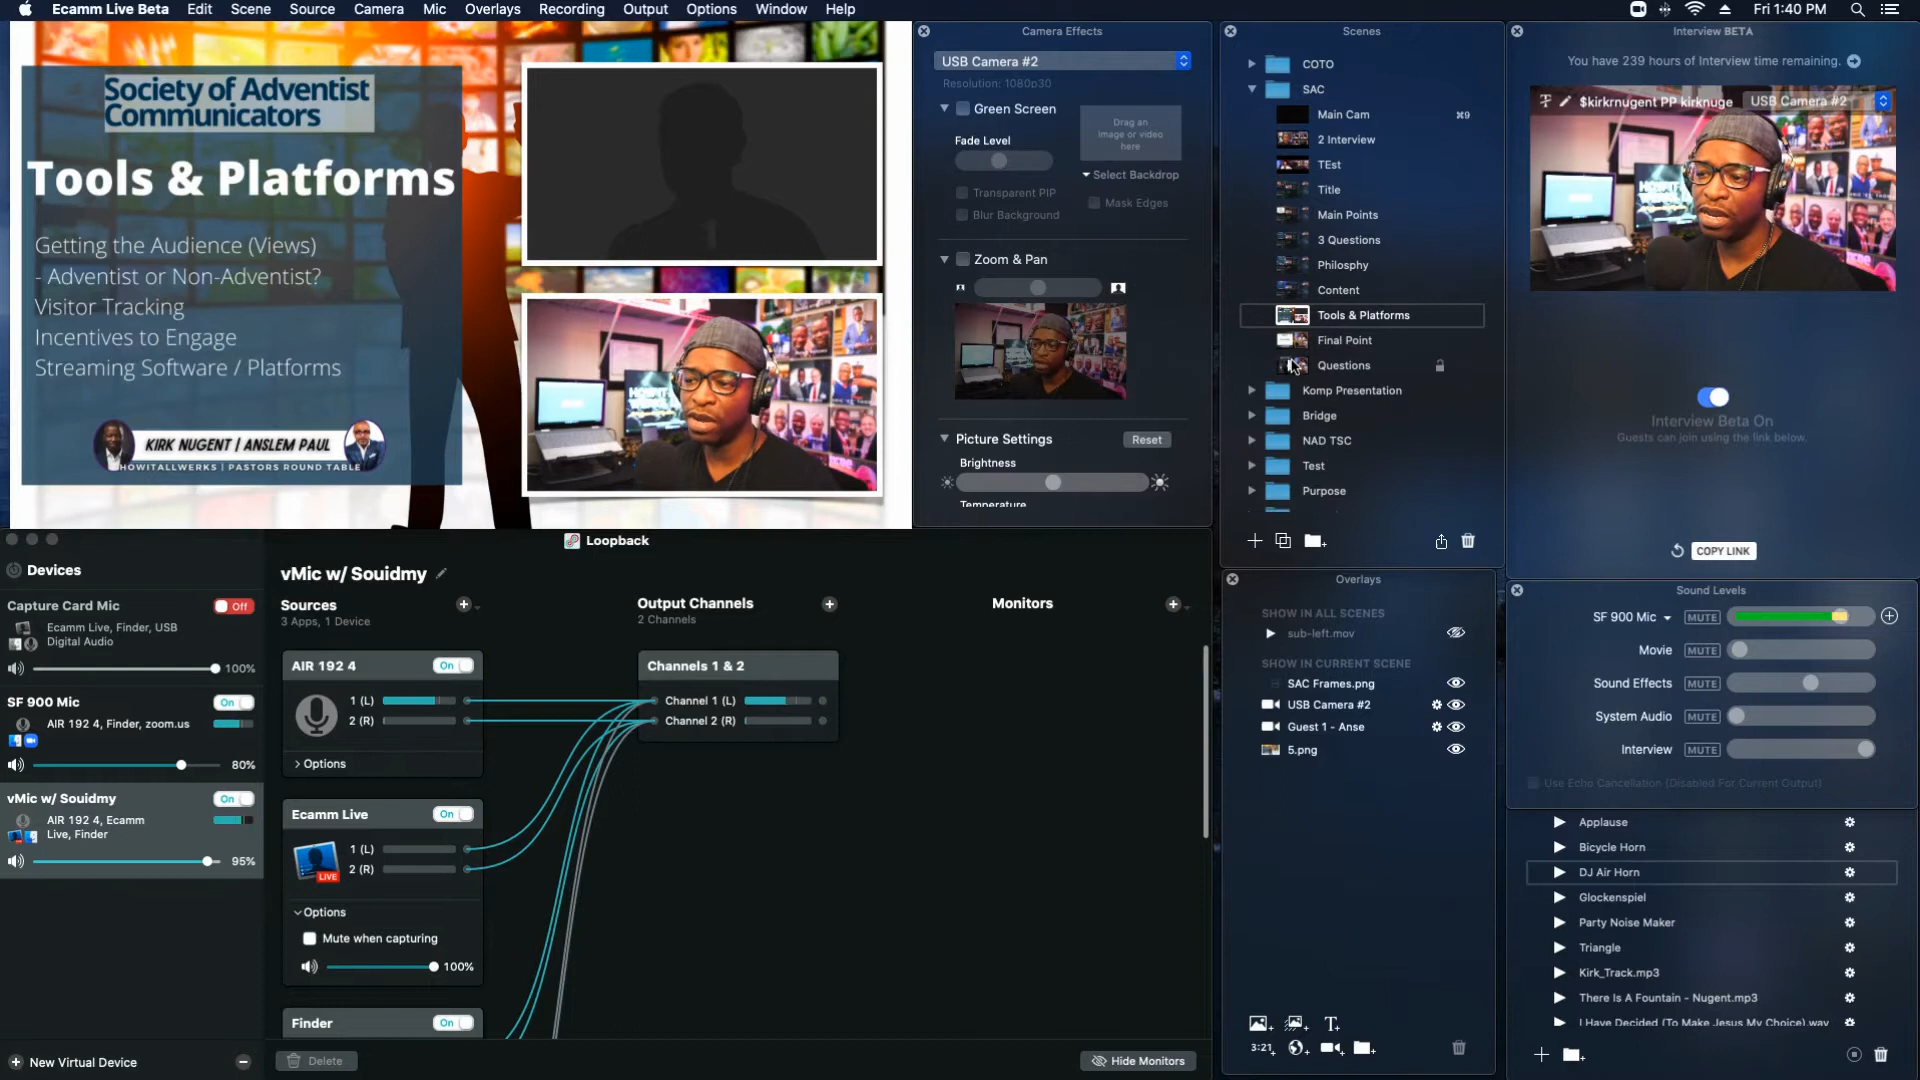 Ecamm Live Beta Edit Scene Source Camera Mic Overlays Recording Output Options Window Help
Fri 1:40 PM
Society of Adventist
Communicators
Tools & Platforms
Getting the Audience (Views)
- Adventist or Non-Adventist?
Visitor Tracking
Incentives to Engage
Streaming Software / Platforms
KIRK NUGENT | ANSLEM PAUL
HOWITALLWERKS | PASTORS ROUND TABLE
Camera Effects
USB Camera #2
Resolution: 1080p30
Green Screen
Fade Level
Drag an
image or video
here
Select Backdrop
Transparent PIP
Mask Edges
Blur Background
Zoom & Pan
Picture Settings
Reset
Brightness
Temperature
Scenes
COTO
SAC
Main Cam ⌘9
2 Interview
TEst
Title
Main Points
3 Questions
Philosphy
Content
Tools & Platforms
Final Point
Questions
Komp Presentation
Bridge
NAD TSC
Test
Purpose
Interview BETA
You have 239 hours of Interview time remaining.
$kirkrnugent PP kirknuge
USB Camera #2
Interview Beta On
Guests can join using the link below.
COPY LINK
Loopback
Devices
Capture Card Mic
Off
Ecamm Live, Finder, USB
Digital Audio
100%
SF 900 Mic
On
AIR 192 4, Finder, zoom.us
80%
vMic w/ Souidmy
On
AIR 192 4, Ecamm
Live, Finder
95%
New Virtual Device
vMic w/ Souidmy
Sources
3 Apps, 1 Device
Output Channels
2 Channels
Monitors
AIR 192 4
On
1 (L)
2 (R)
Options
Channels 1 & 2
Channel 1 (L)
Channel 2 (R)
Ecamm Live
On
LIVE
1 (L)
2 (R)
Options
Mute when capturing
100%
Finder
On
Delete
Hide Monitors
Overlays
SHOW IN ALL SCENES
sub-left.mov
SHOW IN CURRENT SCENE
SAC Frames.png
USB Camera #2
Guest 1 - Anse
5.png
3:21
Sound Levels
SF 900 Mic MUTE
Movie MUTE
Sound Effects MUTE
System Audio MUTE
Interview MUTE
Use Echo Cancellation (Disabled For Current Output)
Applause
Bicycle Horn
DJ Air Horn
Glockenspiel
Party Noise Maker
Triangle
Kirk_Track.mp3
There Is A Fountain - Nugent.mp3
I Have Decided (To Make Jesus My Choice).wav